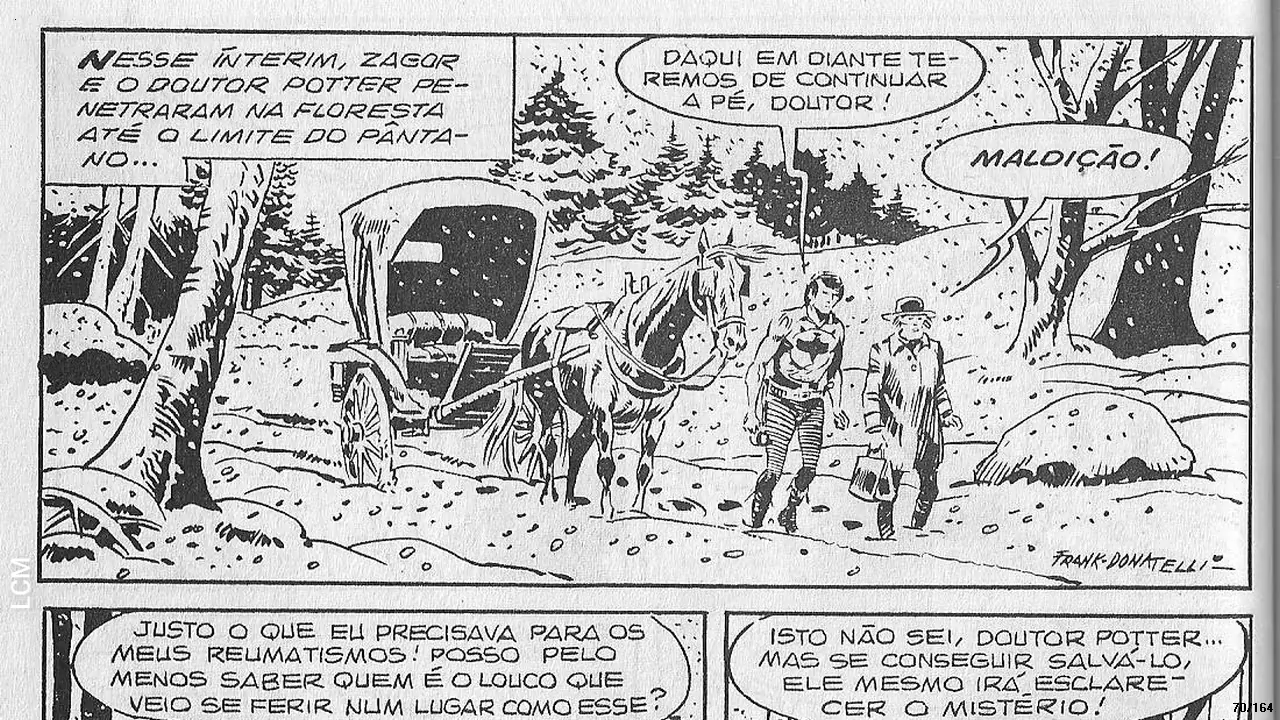 NESSE ÍNTERIM, ZAGOR
E O DOUTOR POTTER PE-
NETRARAM NA FLORESTA
ATÉ O LIMITE DO PÂNTA-
NO...
DAQUI EM DIANTE TE-
REMOS DE CONTINUAR
A PÉ, DOUTOR!
MALDIÇÃO!
FRANK-DONATELLI
LCM
JUSTO O QUE EU PRECISAVA PARA OS
MEUS REUMATISMOS! POSSO PELO
MENOS SABER QUEM É O LOUCO QUE
VEIO SE FERIR NUM LUGAR COMO ESSE?
ISTO NÃO SEI, DOUTOR POTTER...
MAS SE CONSEGUIR SALVÁ-LO,
ELE MESMO IRÁ ESCLARE-
CER O MISTÉRIO!
70/164